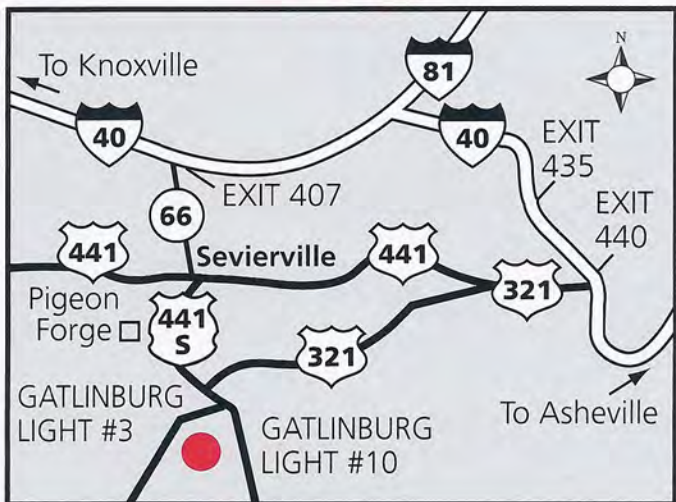 N
To Knoxville
81
40
40
EXIT
435
EXIT 407
66
EXIT
440
441
Sevierville
441
321
Pigeon
Forge
441
S
321
GATLINBURG
LIGHT #3
To Asheville
GATLINBURG
LIGHT #10